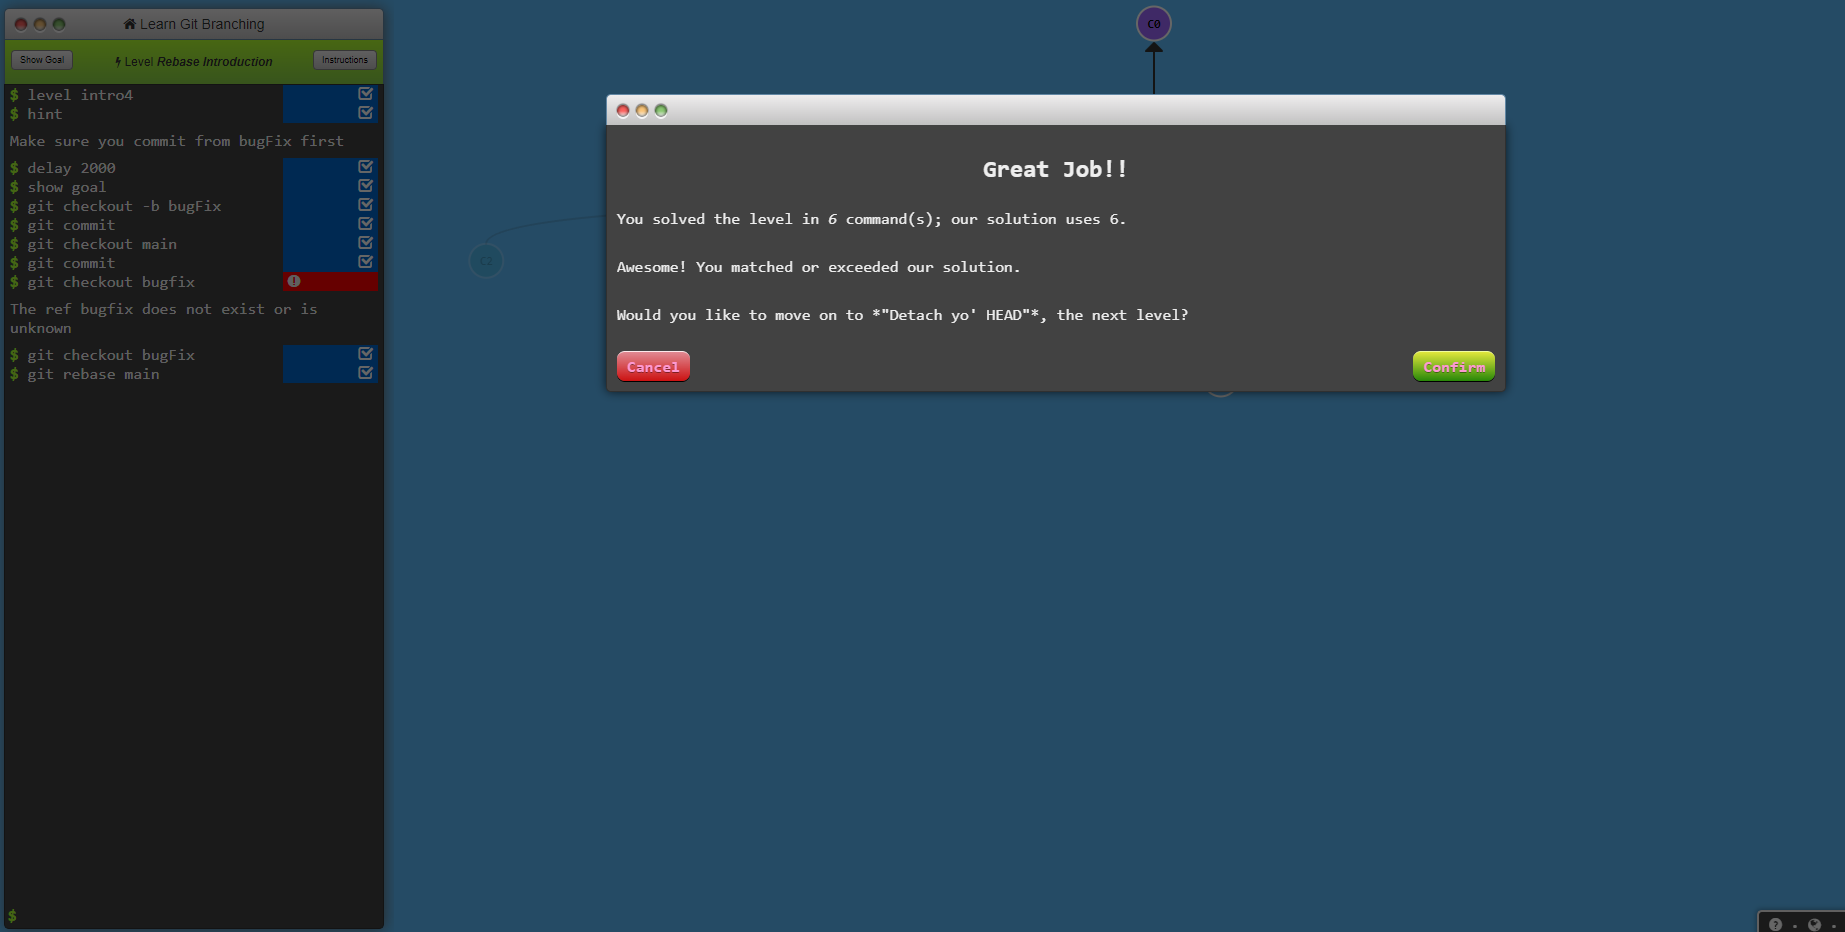 Learn Git Branching
Show Goal
Level Rebase Introduction
Instructions
$ level intro4
$ hint
Make sure you commit from bugFix first
$ delay 2000
$ show goal
$ git checkout -b bugFix
$ git commit
$ git checkout main
$ git commit
$ git checkout bugfix
The ref bugfix does not exist or is
unknown
$ git checkout bugFix
$ git rebase main
$
C0
C2
Great Job!!
You solved the level in 6 command(s); our solution uses 6.
Awesome! You matched or exceeded our solution.
Would you like to move on to *"Detach yo' HEAD"*, the next level?
Cancel
Confirm